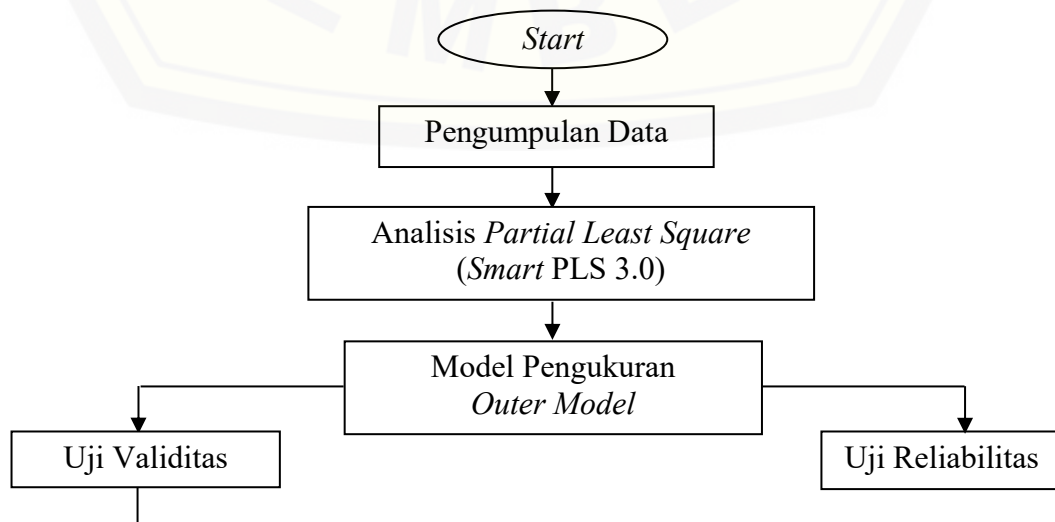 Start
Pengumpulan Data
Analisis Partial Least Square
(Smart PLS 3.0)
Model Pengukuran
Outer Model
Uji Validitas
Uji Reliabilitas